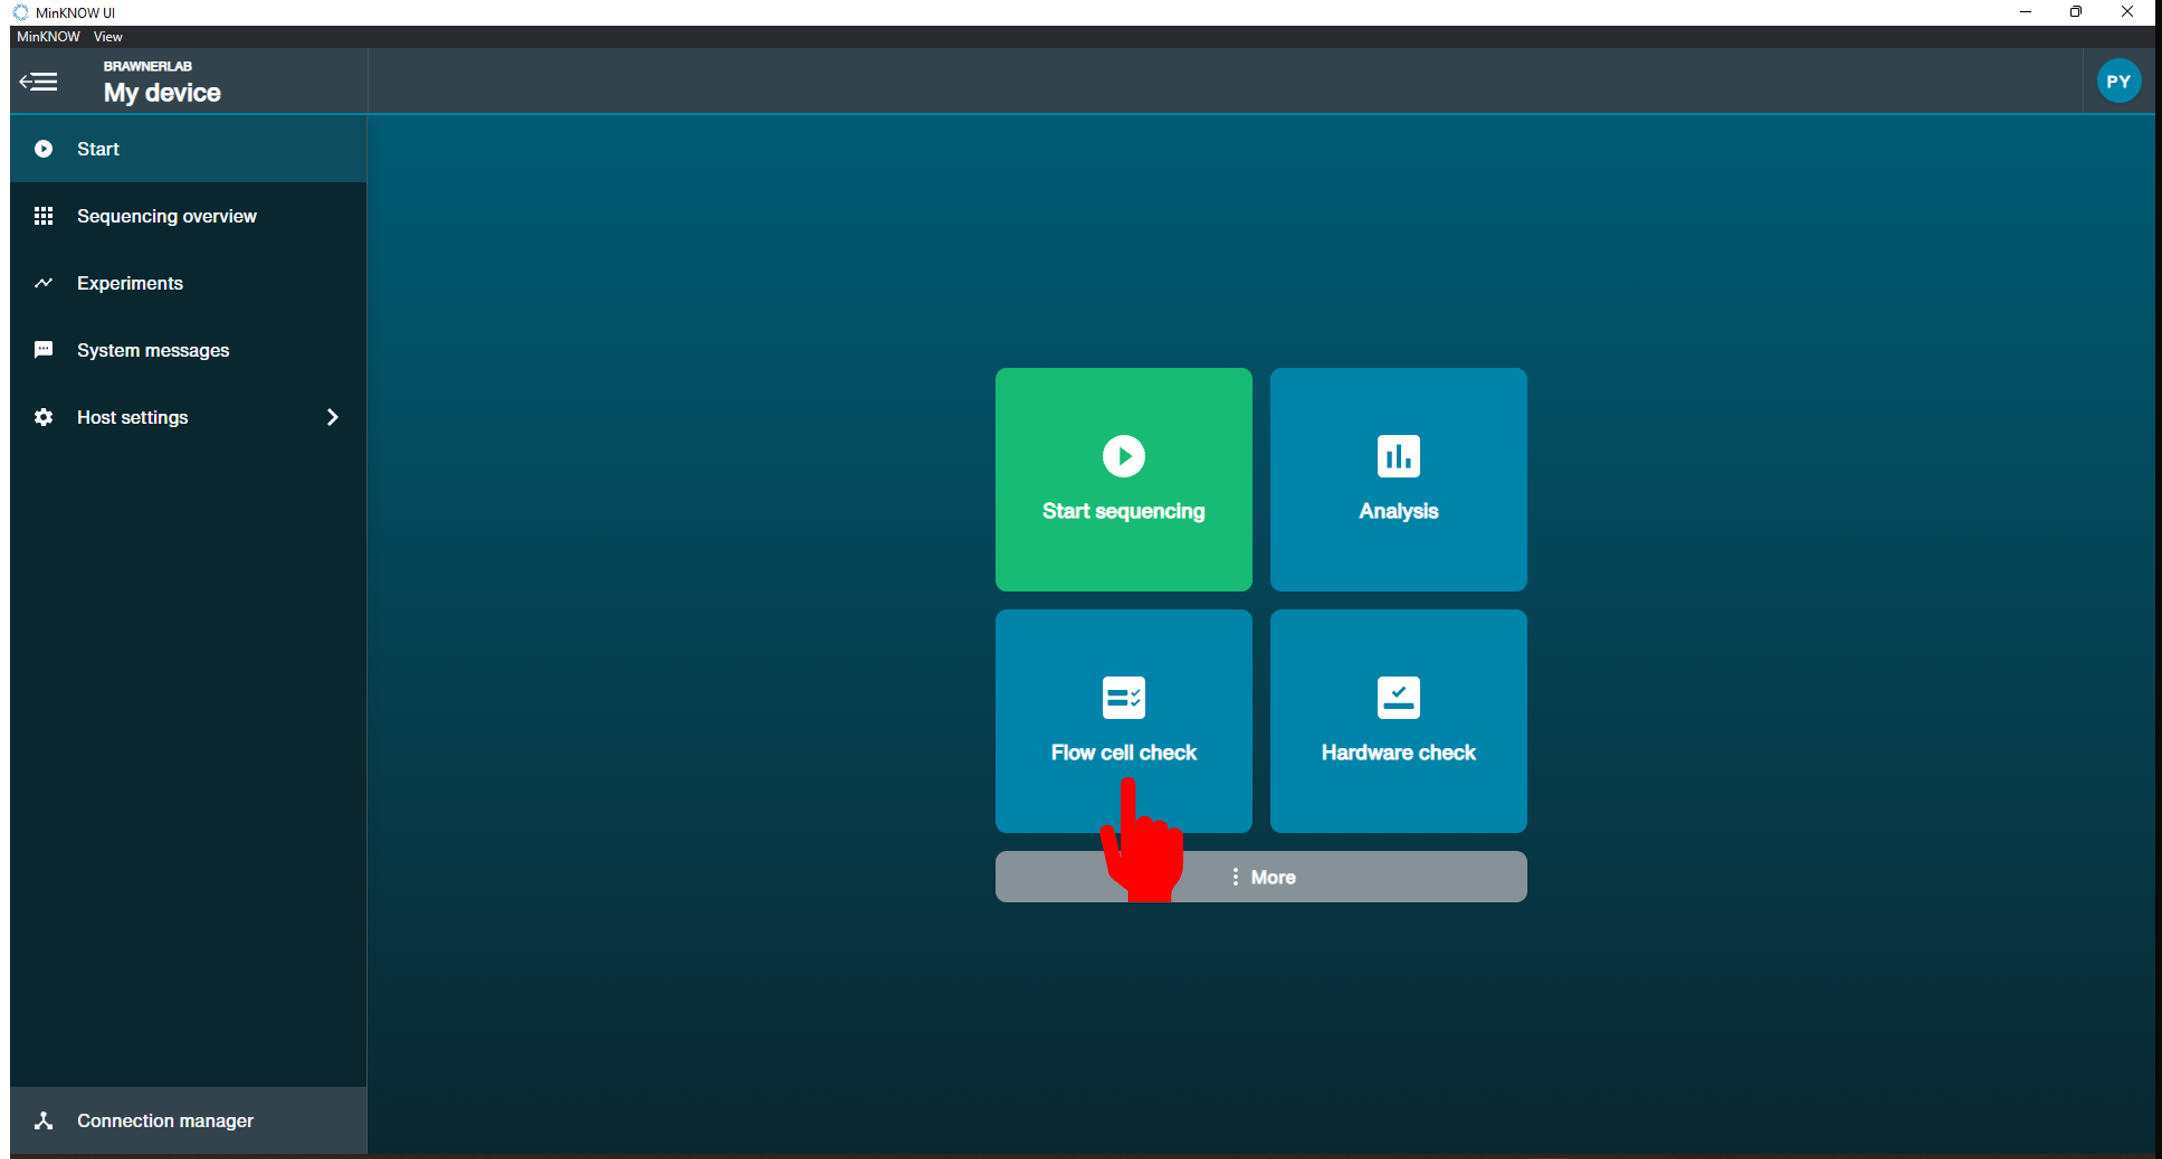 MinKNOW UI
MinKNOW View
BRAWNERLAB
My device
PY
Start
Sequencing overview
Experiments
System messages
Host settings
Start sequencing
Analysis
Flow cell check
Hardware check
More
Connection manager